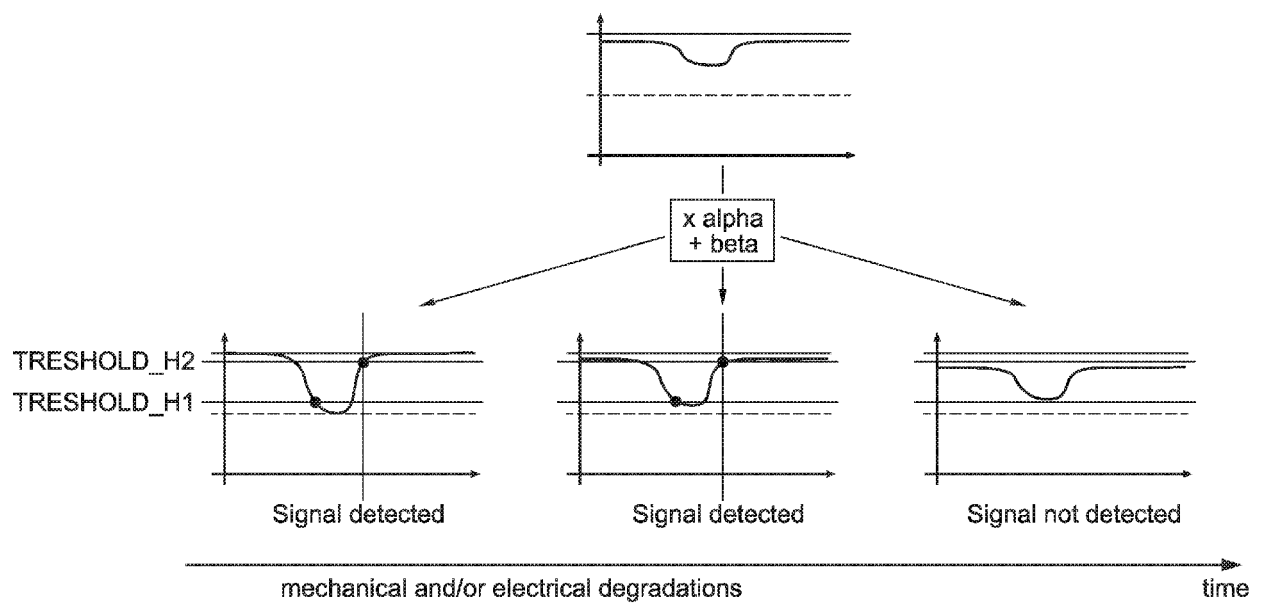 x alpha
+ beta
TRESHOLD_H2
TRESHOLD_H1
Signal detected
Signal detected
Signal not detected
mechanical and/or electrical degradations
time